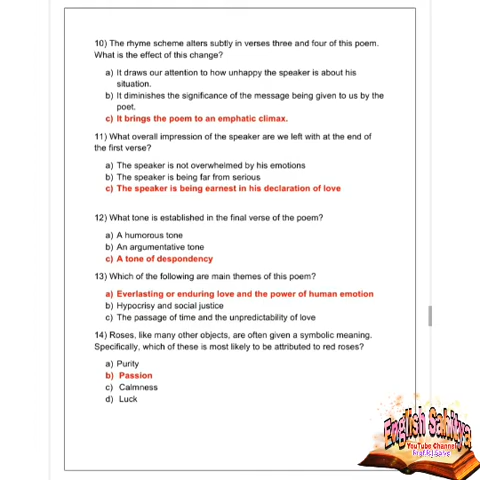 10) The rhyme scheme alters subtly in verses three and four of this poem.
What is the effect of this change?
a) It draws our attention to how unhappy the speaker is about his
situation.
b) It diminishes the significance of the message being given to us by the
poet.
c) It brings the poem to an emphatic climax.
11) What overall impression of the speaker are we left with at the end of
the first verse?
a) The speaker is not overwhelmed by his emotions
b) The speaker is being far from serious
c) The speaker is being earnest in his declaration of love
12) What tone is established in the final verse of the poem?
a) A humorous tone
b) An argumentative tone
c) A tone of despondency
13) Which of the following are main themes of this poem?
a) Everlasting or enduring love and the power of human emotion
b) Hypocrisy and social justice
c) The passage of time and the unpredictability of love
14) Roses, like many other objects, are often given a symbolic meaning.
Specifically, which of these is most likely to be attributed to red roses?
a) Purity
b) Passion
c) Calmness
d) Luck
English Sahitya
YouTube Channel